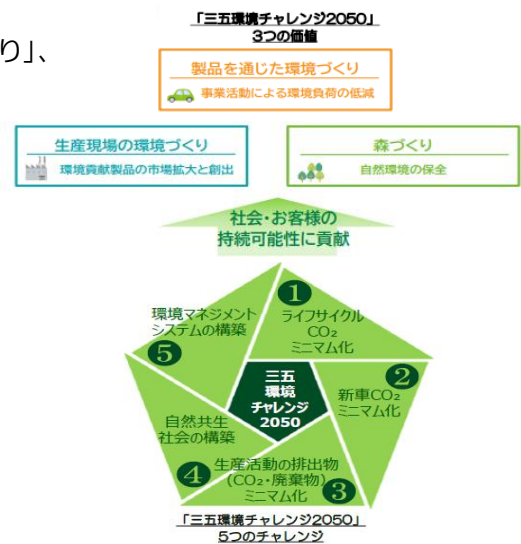 「三五環境チャレンジ2050」
3つの価値
り」、
製品を通じた環境づくり
事業活動による環境負荷の低減
生産現場の環境づくり
環境貢献製品の市場拡大と創出
森づくり
自然環境の保全
社会・お客様の
持続可能性に貢献
❶
ライフサイクル
CO₂
ミニマム化
❷
新車CO₂
ミニマム化
生産活動の排出物
(CO₂・廃棄物)
ミニマム化
❸
自然共生
社会の構築
❹
環境マネジメント
システムの構築
❺
三五
環境
チャレンジ
2050
「三五環境チャレンジ2050」
5つのチャレンジ